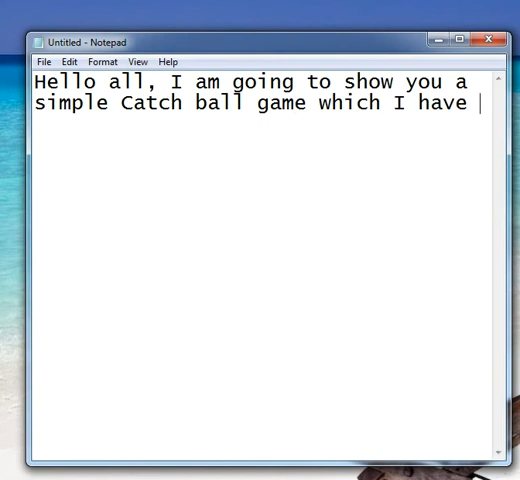 Untitled - Notepad
File Edit Format View Help
Hello all, I am going to show you a
simple Catch ball game which I have